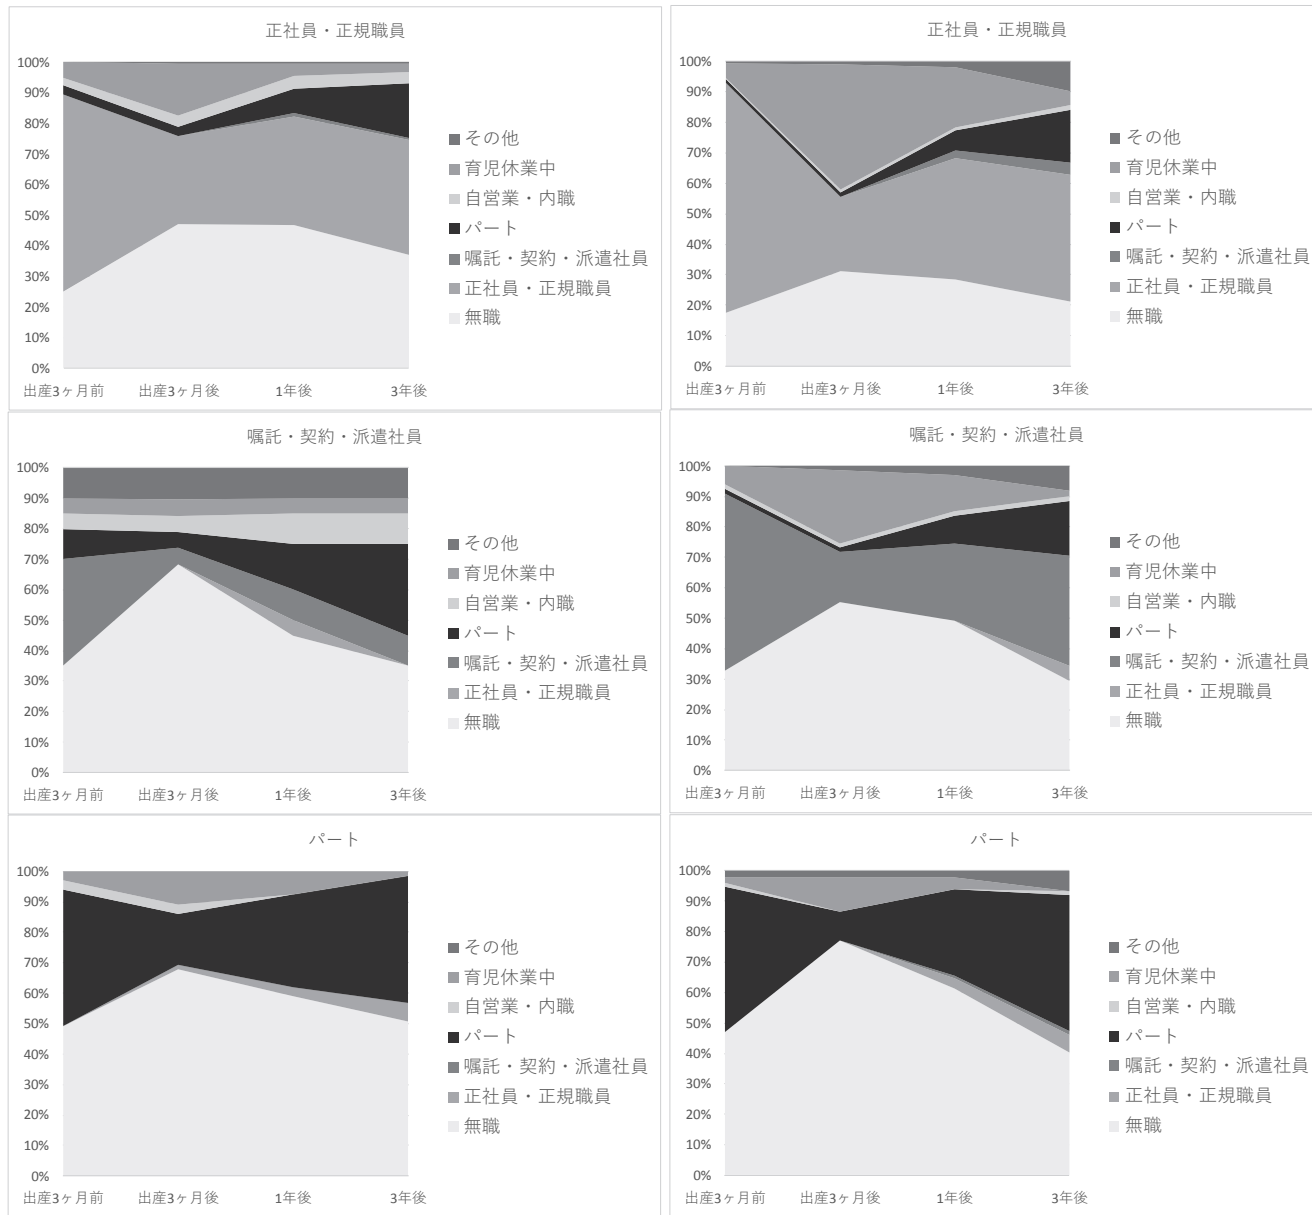 正社員・正規職員
100%
90%
80%
70%
60%
50%
40%
30%
20%
10%
0%
出産3ヶ月前 出産3ヶ月後 1年後 3年後
その他
育児休業中
自営業・内職
パート
嘱託・契約・派遣社員
正社員・正規職員
無職
正社員・正規職員
100%
90%
80%
70%
60%
50%
40%
30%
20%
10%
0%
出産3ヶ月前 出産3ヶ月後 1年後 3年後
その他
育児休業中
自営業・内職
パート
嘱託・契約・派遣社員
正社員・正規職員
無職
嘱託・契約・派遣社員
100%
90%
80%
70%
60%
50%
40%
30%
20%
10%
0%
出産3ヶ月前 出産3ヶ月後 1年後 3年後
その他
育児休業中
自営業・内職
パート
嘱託・契約・派遣社員
正社員・正規職員
無職
嘱託・契約・派遣社員
100%
90%
80%
70%
60%
50%
40%
30%
20%
10%
0%
出産3ヶ月前 出産3ヶ月後 1年後 3年後
その他
育児休業中
自営業・内職
パート
嘱託・契約・派遣社員
正社員・正規職員
無職
パート
100%
90%
80%
70%
60%
50%
40%
30%
20%
10%
0%
出産3ヶ月前 出産3ヶ月後 1年後 3年後
その他
育児休業中
自営業・内職
パート
嘱託・契約・派遣社員
正社員・正規職員
無職
パート
100%
90%
80%
70%
60%
50%
40%
30%
20%
10%
0%
出産3ヶ月前 出産3ヶ月後 1年後 3年後
その他
育児休業中
自営業・内職
パート
嘱託・契約・派遣社員
正社員・正規職員
無職